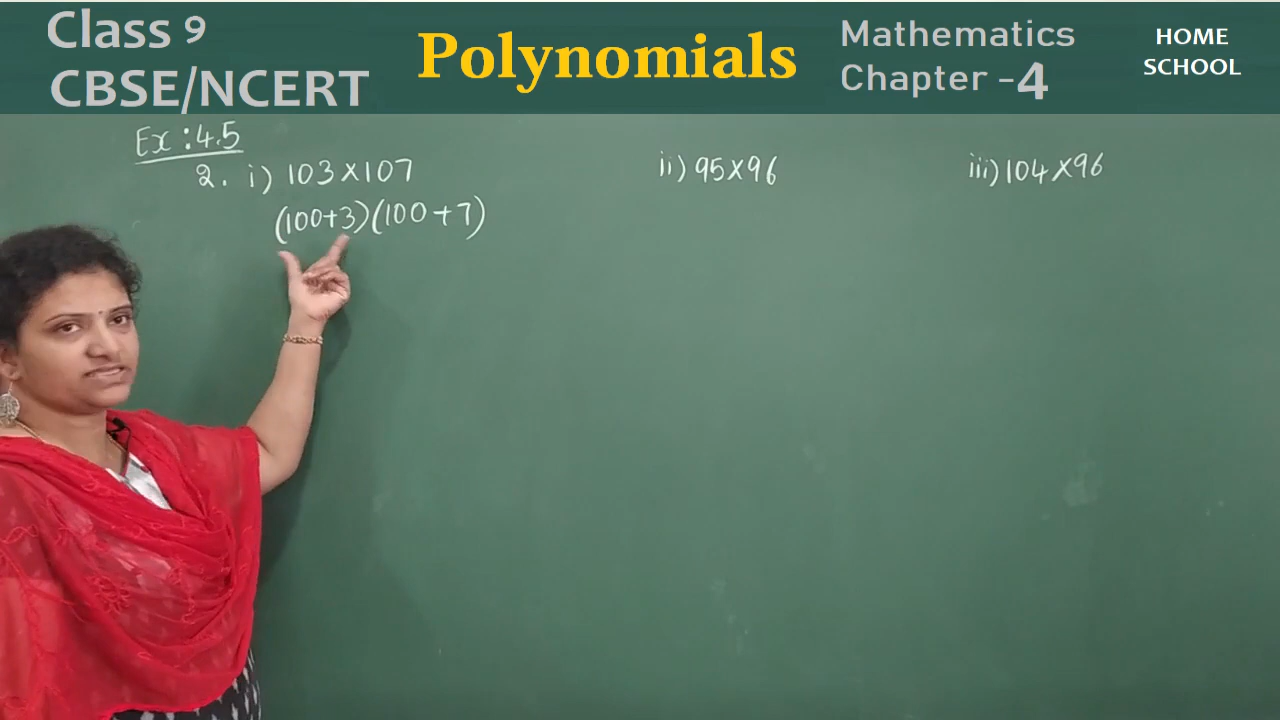 Class 9
CBSE/NCERT
Polynomials
Mathematics
Chapter -4
HOME
SCHOOL
Ex : 4.5
2. i) 103×107
(100+3)(100+7)
ii) 95×96
iii) 104×96